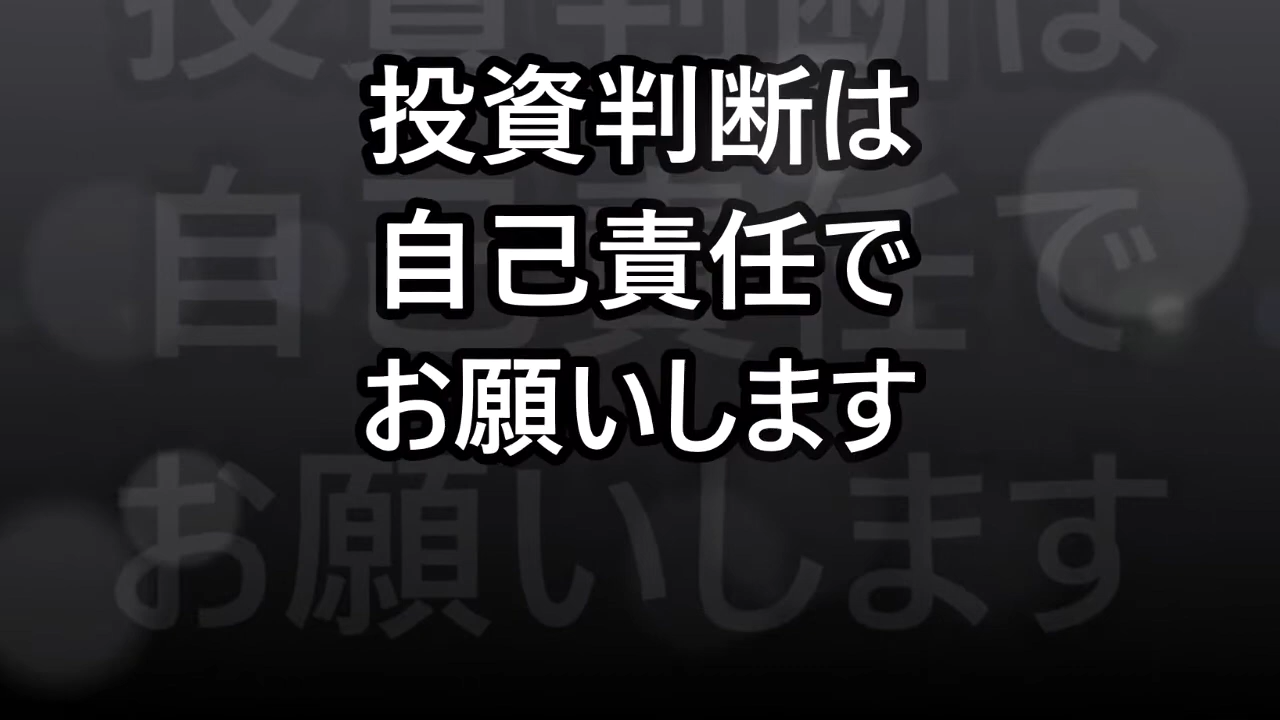 投資判断は
自己責任で
お願いします